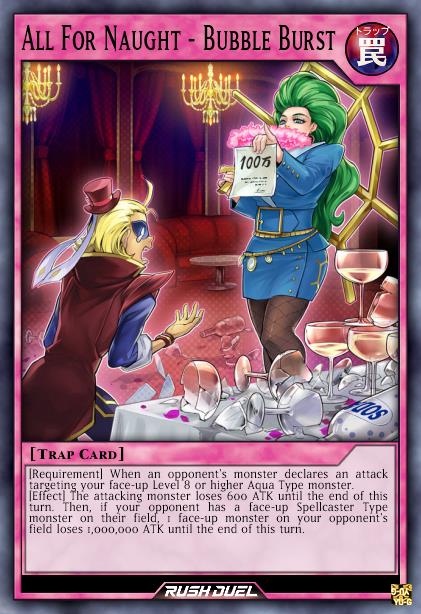 All For Naught - Bubble Burst
トラップ
罠
100万
SOOL
[Trap Card]
[Requirement] When an opponent's monster declares an attack
targeting your face-up Level 8 or higher Aqua Type monster.
[Effect] The attacking monster loses 600 ATK until the end of this
turn. Then, if your opponent has a face-up Spellcaster Type
monster on their field, 1 face-up monster on your opponent's
field loses 1,000,000 ATK until the end of this turn.
RUSH DUEL